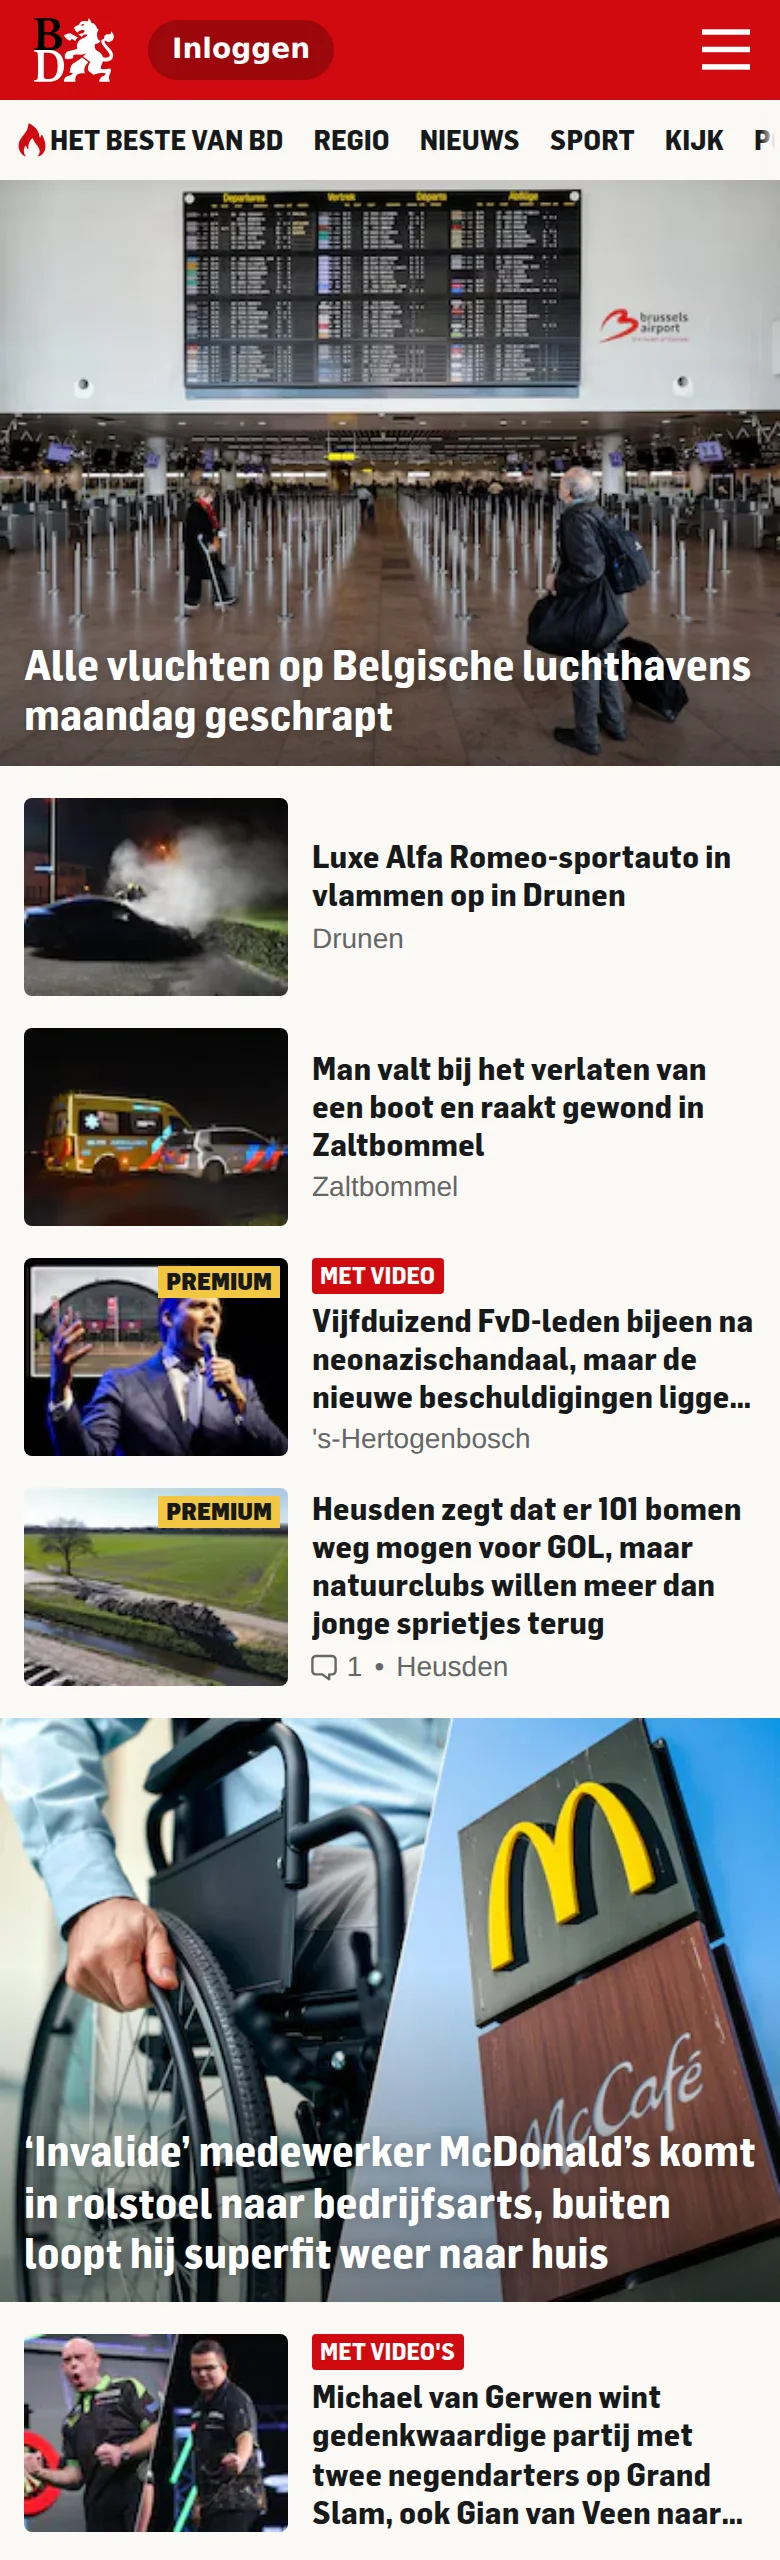 BD
Inloggen
HET BESTE VAN BD REGIO NIEUWS SPORT KIJK
Departures Vertrek Départs Abflüge
brussels
airport
Alle vluchten op Belgische luchthavens
maandag geschrapt
Luxe Alfa Romeo-sportauto in
vlammen op in Drunen
Drunen
Man valt bij het verlaten van
een boot en raakt gewond in
Zaltbommel
Zaltbommel
PREMIUM
MET VIDEO
Vijfduizend FvD-leden bijeen na
neonazischandaal, maar de
nieuwe beschuldigingen ligge...
's-Hertogenbosch
PREMIUM
Heusden zegt dat er 101 bomen
weg mogen voor GOL, maar
natuurclubs willen meer dan
jonge sprietjes terug
1 • Heusden
McCafé
‘Invalide’ medewerker McDonald’s komt
in rolstoel naar bedrijfsarts, buiten
loopt hij superfit weer naar huis
MET VIDEO'S
Michael van Gerwen wint
gedenkwaardige partij met
twee negendarters op Grand
Slam, ook Gian van Veen naar...